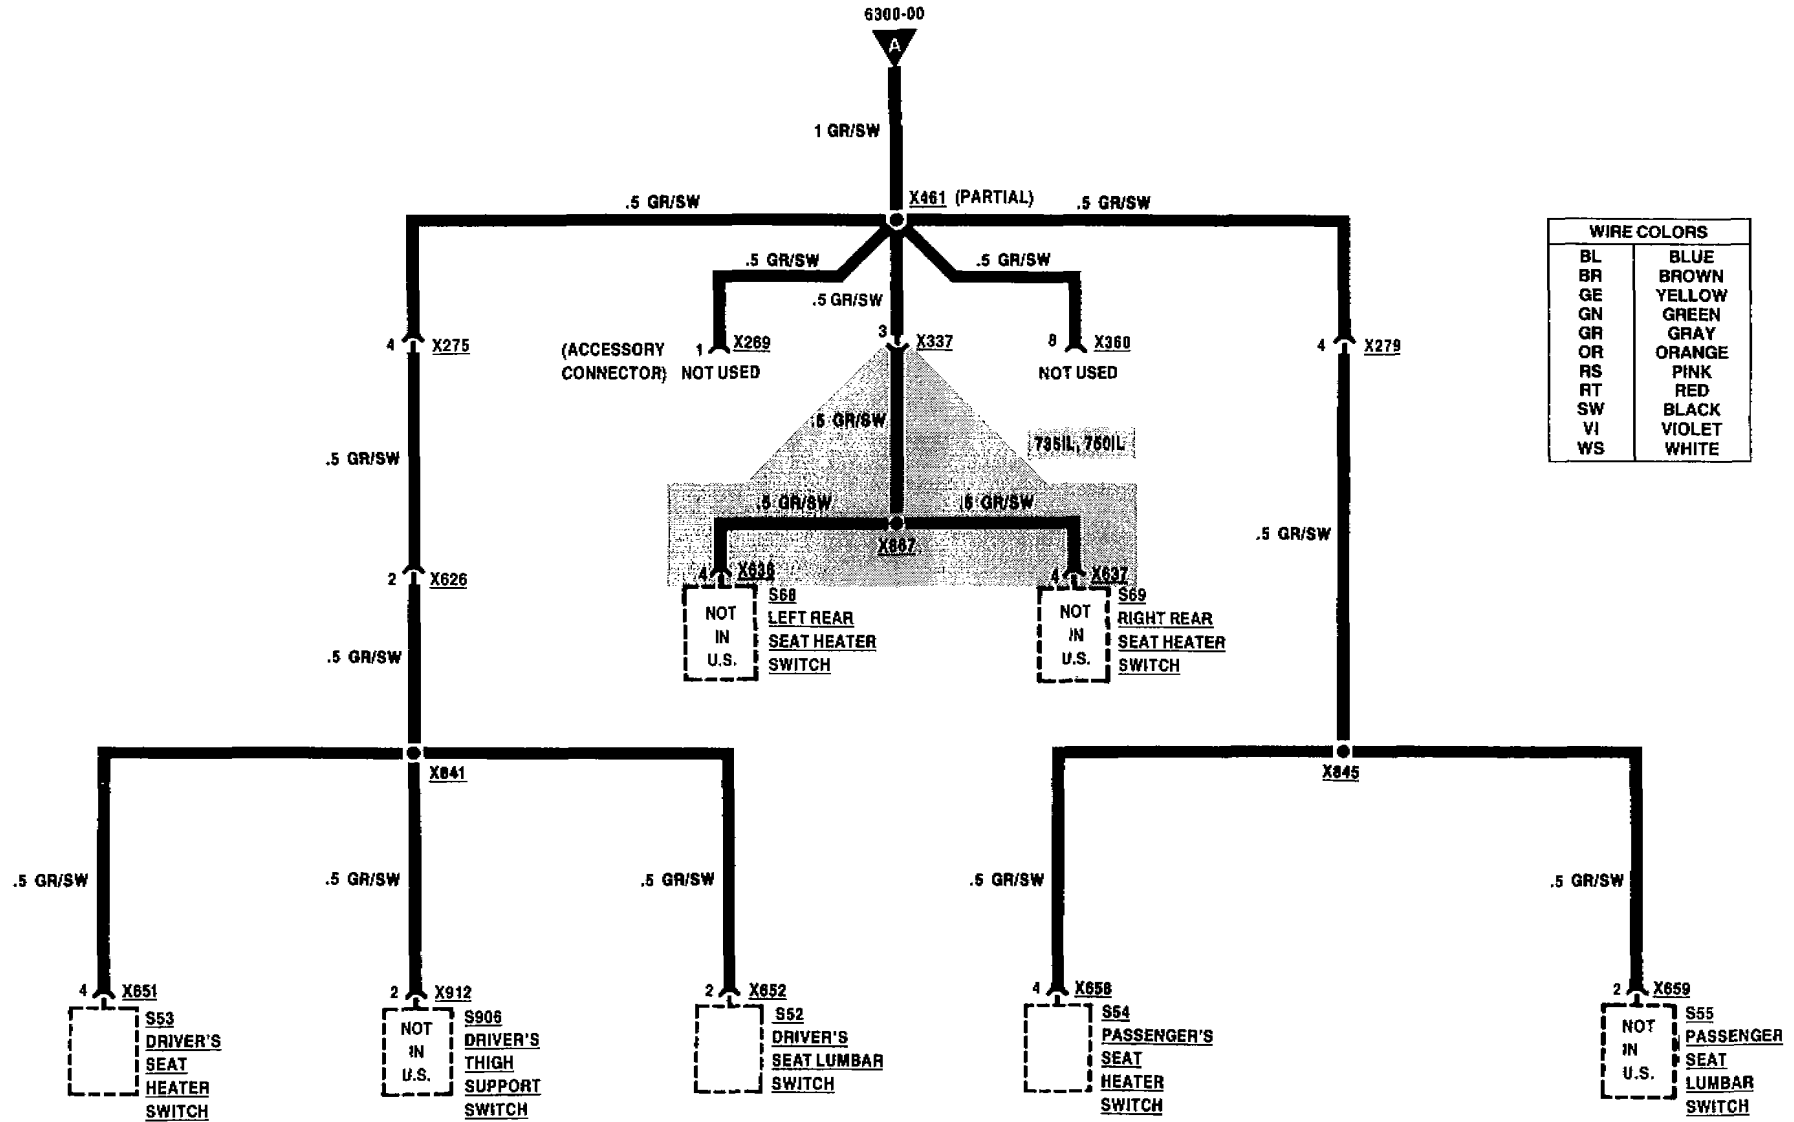 6300-00
A
1 GR/SW
X461 (PARTIAL)
.5 GR/SW
.5 GR/SW
.5 GR/SW
.5 GR/SW
.5 GR/SW
4 X275
(ACCESSORY
CONNECTOR)
1 X269
NOT USED
3 X337
8 X360
NOT USED
4 X279
WIRE COLORS
BL BLUE
BR BROWN
GE YELLOW
GN GREEN
GR GRAY
OR ORANGE
RS PINK
RT RED
SW BLACK
VI VIOLET
WS WHITE
.5 GR/SW
735IL, 750IL
.5 GR/SW
.5 GR/SW
.5 GR/SW
.5 GR/SW
X867
2 X626
4 X636
4 X637
NOT
IN
U.S.
S68
LEFT REAR
SEAT HEATER
SWITCH
NOT
IN
U.S.
S69
RIGHT REAR
SEAT HEATER
SWITCH
.5 GR/SW
X841
X845
.5 GR/SW
.5 GR/SW
.5 GR/SW
.5 GR/SW
.5 GR/SW
4 X651
S53
DRIVER'S
SEAT
HEATER
SWITCH
2 X912
NOT
IN
U.S.
S906
DRIVER'S
THIGH
SUPPORT
SWITCH
2 X652
S52
DRIVER'S
SEAT LUMBAR
SWITCH
4 X658
S54
PASSENGER'S
SEAT
HEATER
SWITCH
2 X659
NOT
IN
U.S.
S55
PASSENGER
SEAT
LUMBAR
SWITCH